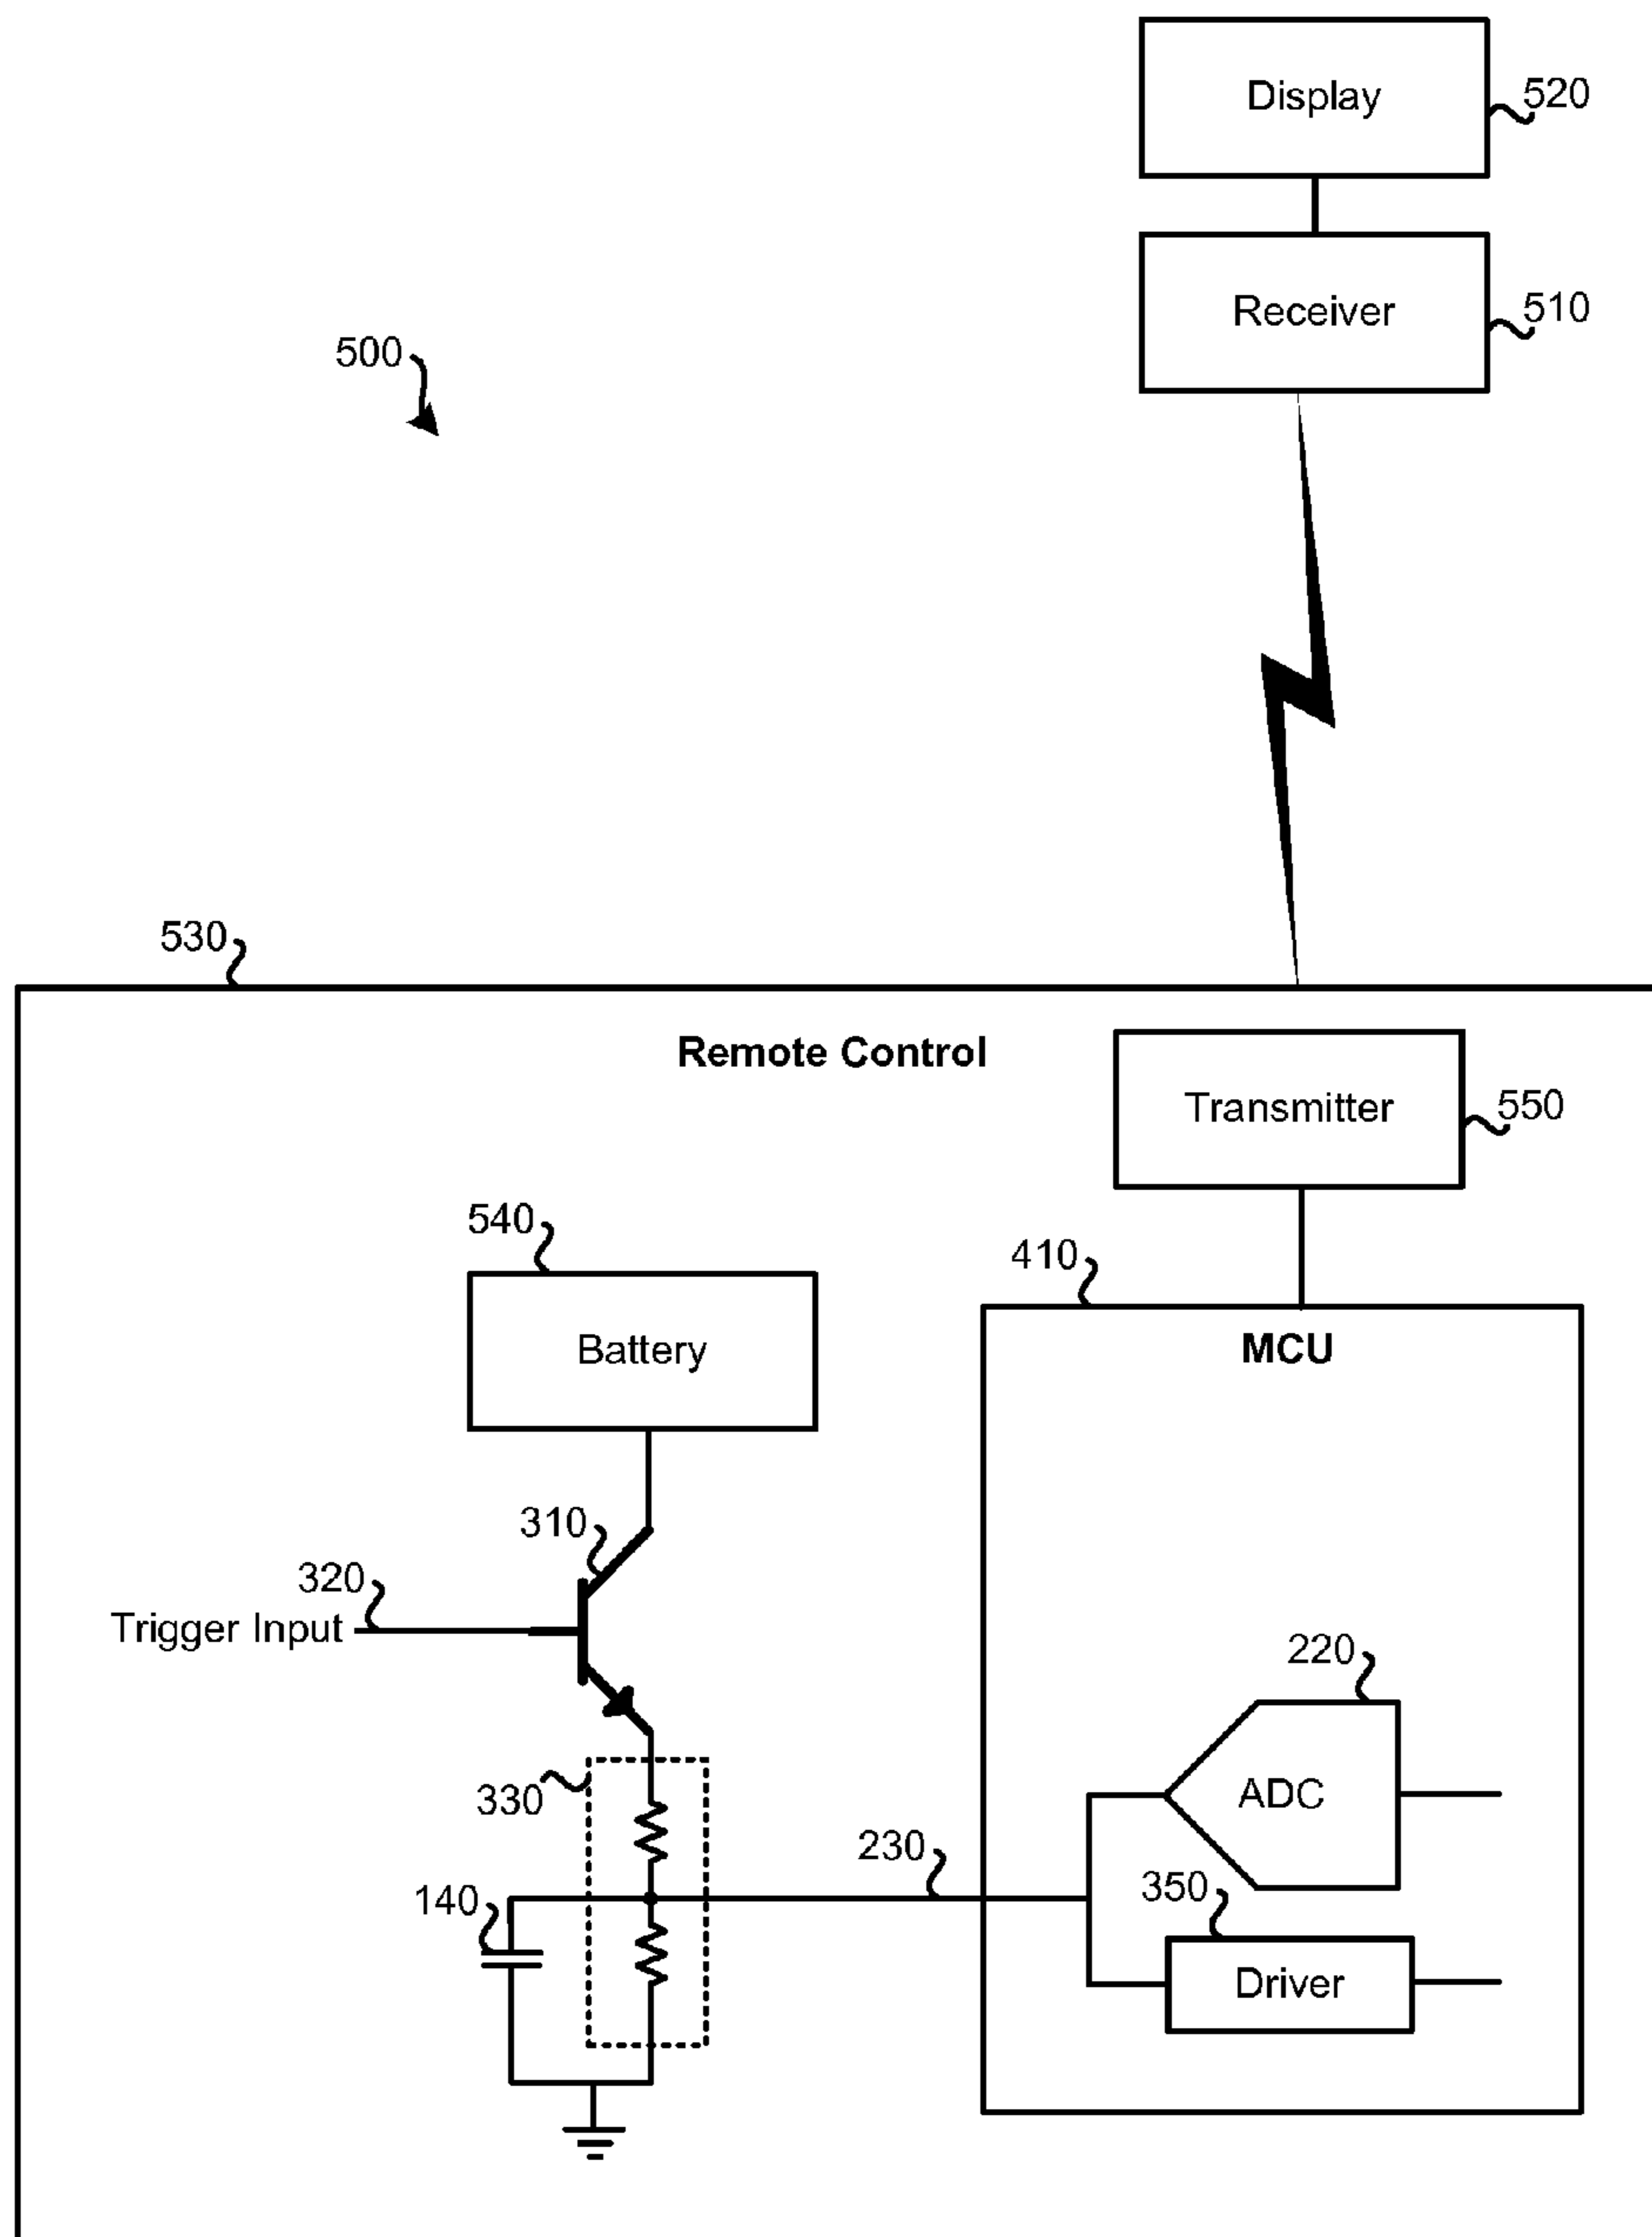 Display
520
Receiver
510
500
530
Remote Control
Transmitter
550
540
410
Battery
MCU
310
320
Trigger Input
220
330
ADC
230
350
140
Driver